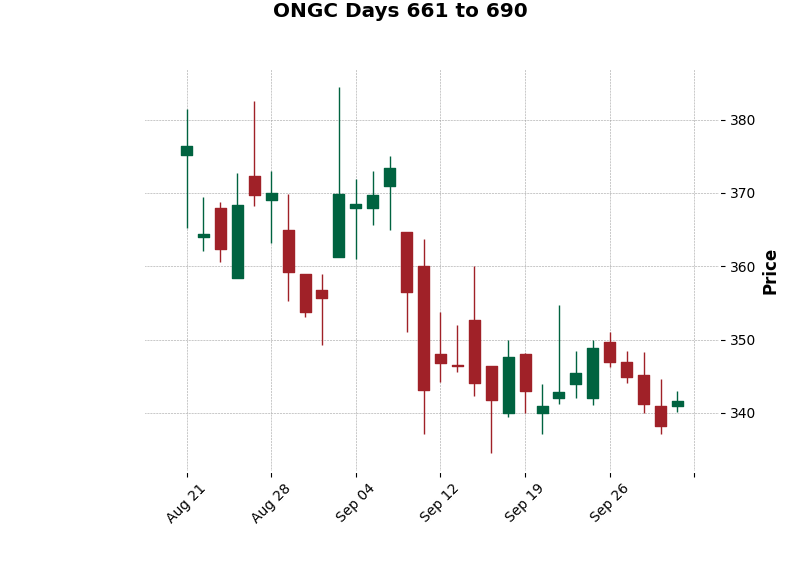 ONGC Days 661 to 690
380
370
360
350
340
Price
Aug 21
Aug 28
Sep 04
Sep 12
Sep 19
Sep 26